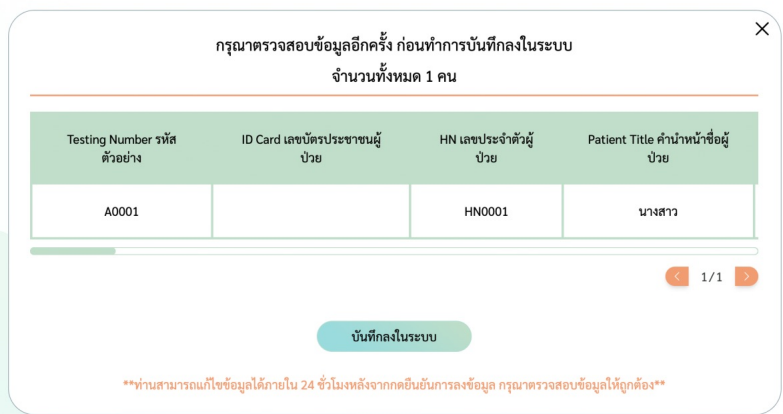 กรุณาตรวจสอบข้อมูลอีกครั้ง ก่อนทำการบันทึกลงในระบบ
จำนวนทั้งหมด 1 คน
Testing Number รหัส
ตัวอย่าง
ID Card เลขบัตรประชาชนผู้
ป่วย
HN เลขประจำตัวผู้
ป่วย
Patient Title คำนำหน้าชื่อผู้
ป่วย
A0001
HN0001
นางสาว
1/1
บันทึกลงในระบบ
**ท่านสามารถแก้ไขข้อมูลได้ภายใน 24 ชั่วโมงหลังจากกดยืนยันการลงข้อมูล กรุณาตรวจสอบข้อมูลให้ถูกต้อง**